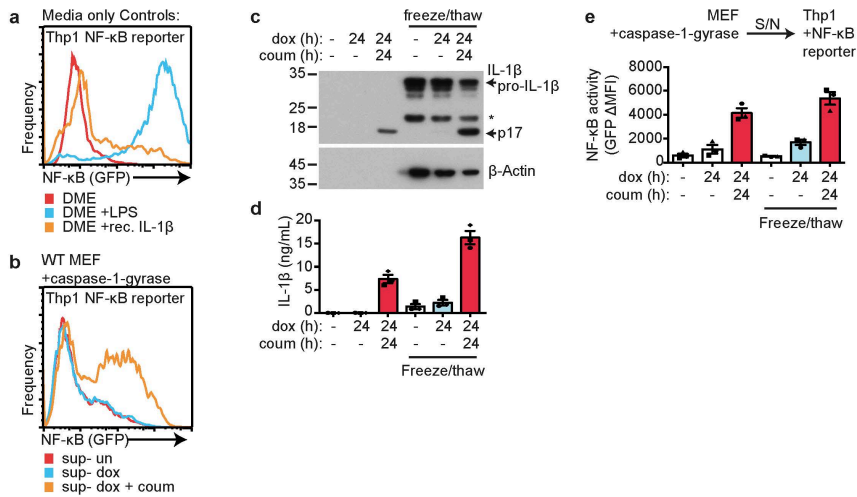 a
Media only Controls:
Thp1 NF-κB reporter
Frequency
NF-κB (GFP)
DME
DME +LPS
DME +rec. IL-1β
b
WT MEF
+caspase-1-gyrase
Thp1 NF-κB reporter
Frequency
NF-κB (GFP)
sup- un
sup- dox
sup- dox + coum
c
freeze/thaw
dox (h): - 24 24 - 24 24
coum (h): - - 24 - - 24
35
25
18
IL-1β
pro-IL-1β
*
p17
45
35
β-Actin
d
IL-1β (ng/mL)
20
15
10
5
0
dox (h): - 24 24 - 24 24
coum (h): - - 24 - - 24
Freeze/thaw
e
MEF
+caspase-1-gyrase
S/N
Thp1
+NF-κB
reporter
NF-κB activity
(GFP ΔMFI)
8000
6000
4000
2000
0
dox (h): - 24 24 - 24 24
coum (h): - - 24 - - 24
Freeze/thaw